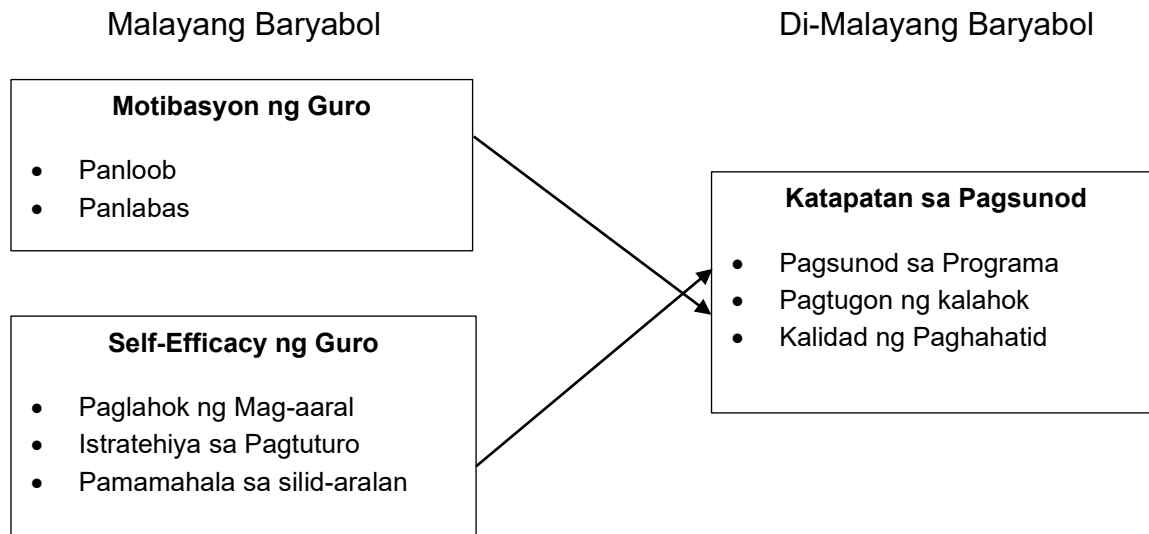 Malayang Baryabol
Di-Malayang Baryabol
Motibasyon ng Guro
• Panloob
• Panlabas
Self-Efficacy ng Guro
• Paglahok ng Mag-aaral
• Istratehiya sa Pagtuturo
• Pamamahala sa silid-aralan
Katapatan sa Pagsunod
• Pagsunod sa Programa
• Pagtugon ng kalahok
• Kalidad ng Paghahatid